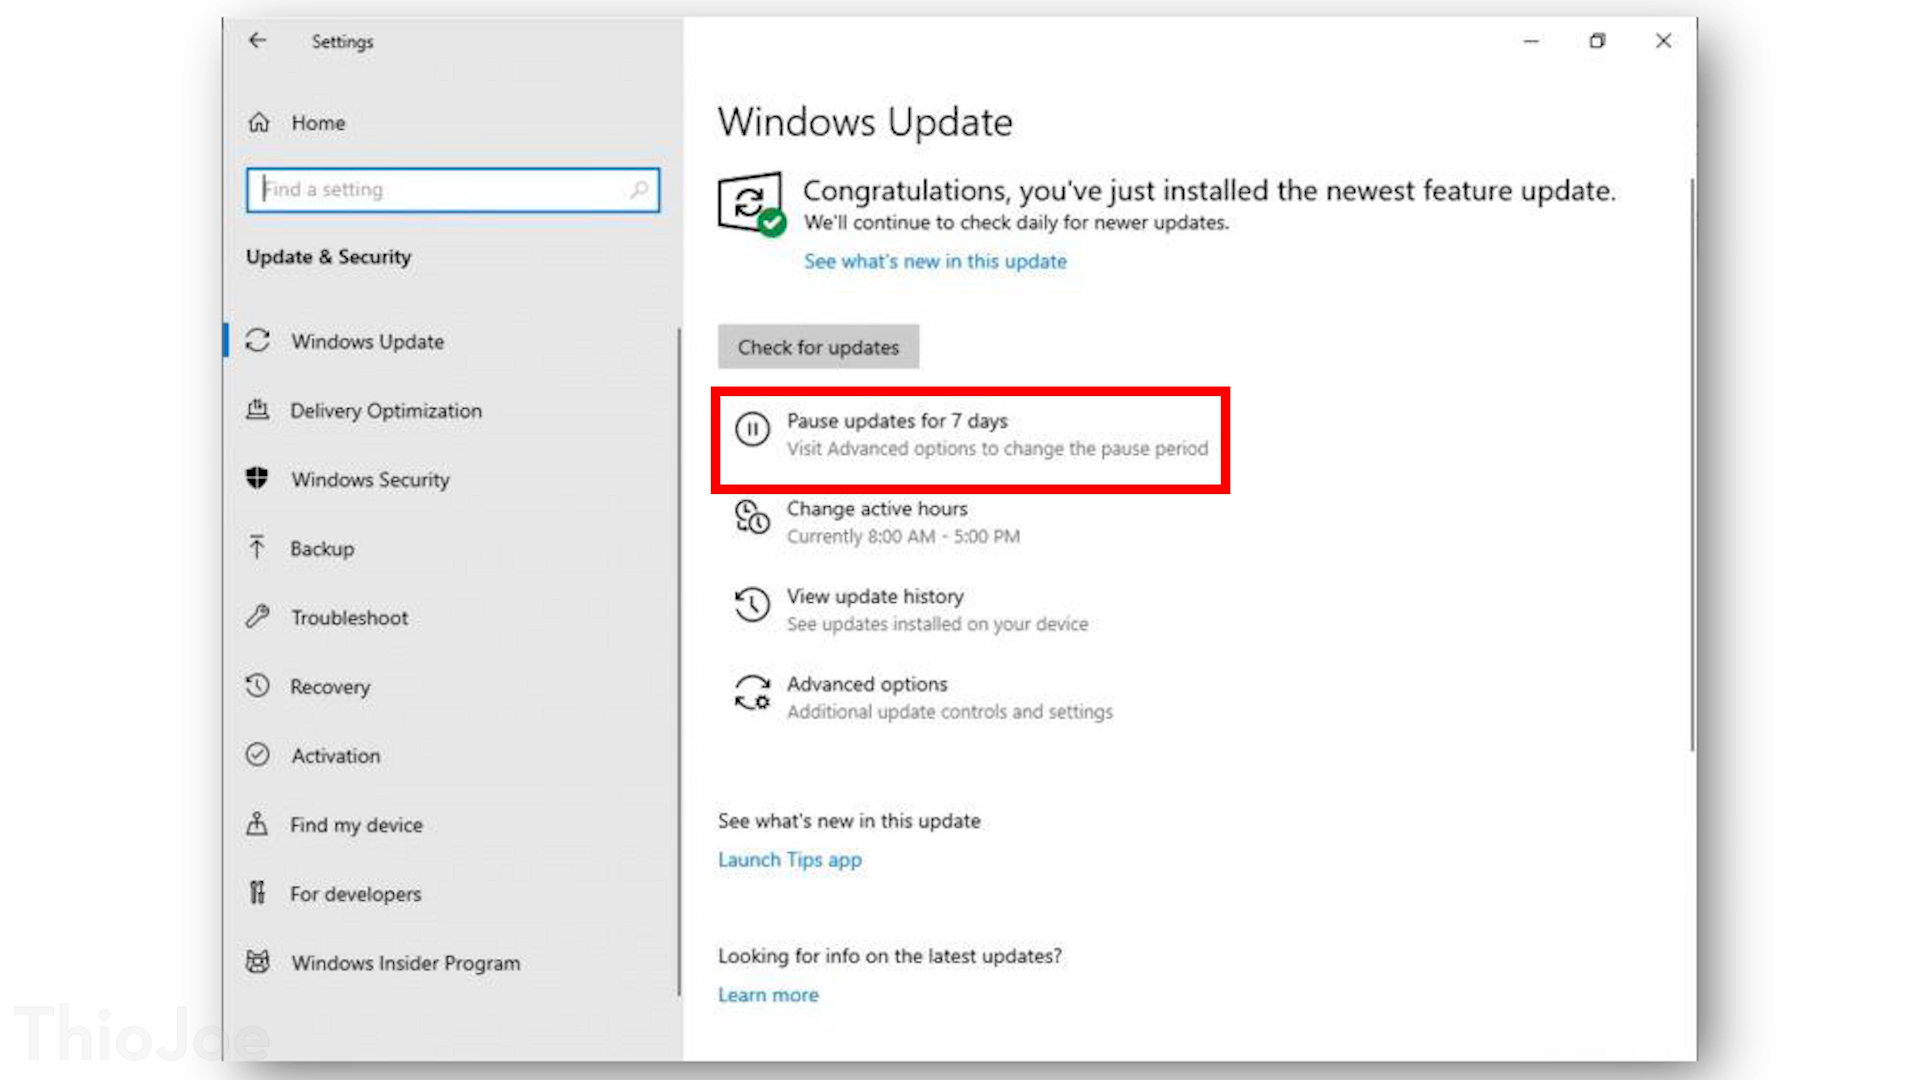 Settings
Home
Find a setting
Update & Security
Windows Update
Delivery Optimization
Windows Security
Backup
Troubleshoot
Recovery
Activation
Find my device
For developers
Windows Insider Program
Windows Update
Congratulations, you've just installed the newest feature update.
We'll continue to check daily for newer updates.
See what's new in this update
Check for updates
Pause updates for 7 days
Visit Advanced options to change the pause period
Change active hours
Currently 8:00 AM - 5:00 PM
View update history
See updates installed on your device
Advanced options
Additional update controls and settings
See what's new in this update
Launch Tips app
Looking for info on the latest updates?
Learn more
ThioJoe